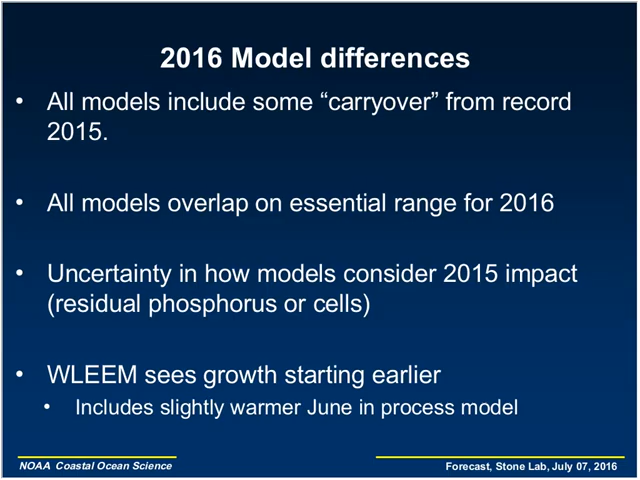 2016 Model differences
• All models include some “carryover” from record
2015.
• All models overlap on essential range for 2016
• Uncertainty in how models consider 2015 impact
(residual phosphorus or cells)
• WLEEM sees growth starting earlier
• Includes slightly warmer June in process model
NOAA Coastal Ocean Science
Forecast, Stone Lab, July 07, 2016